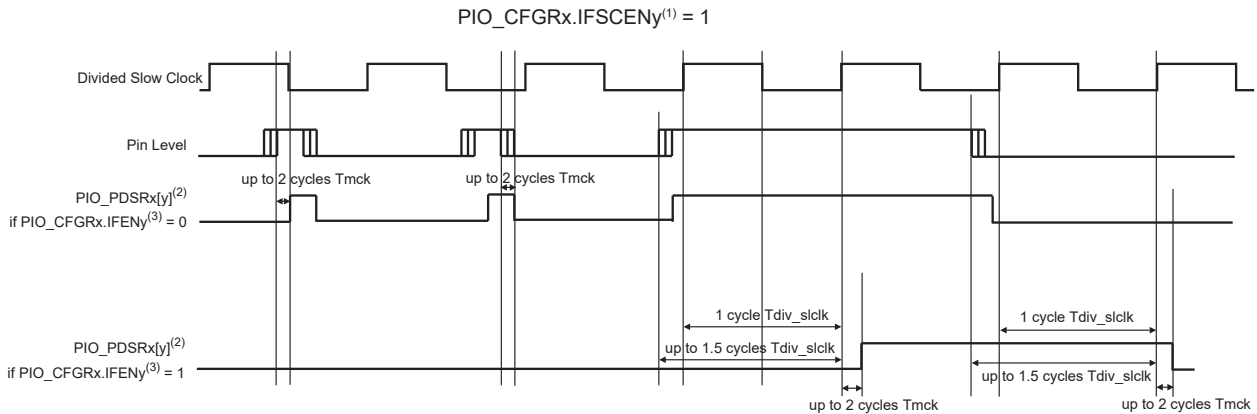 PIO_CFGRx.IFSCENy(1) = 1
Divided Slow Clock
Pin Level
up to 2 cycles Tmck
up to 2 cycles Tmck
PIO_PDSRx[y](2)
if PIO_CFGRx.IFENy(3) = 0
1 cycle Tdiv_slclk
1 cycle Tdiv_slclk
PIO_PDSRx[y](2)
up to 1.5 cycles Tdiv_slclk
if PIO_CFGRx.IFENy(3) = 1
up to 1.5 cycles Tdiv_slclk
up to 2 cycles Tmck
up to 2 cycles Tmck